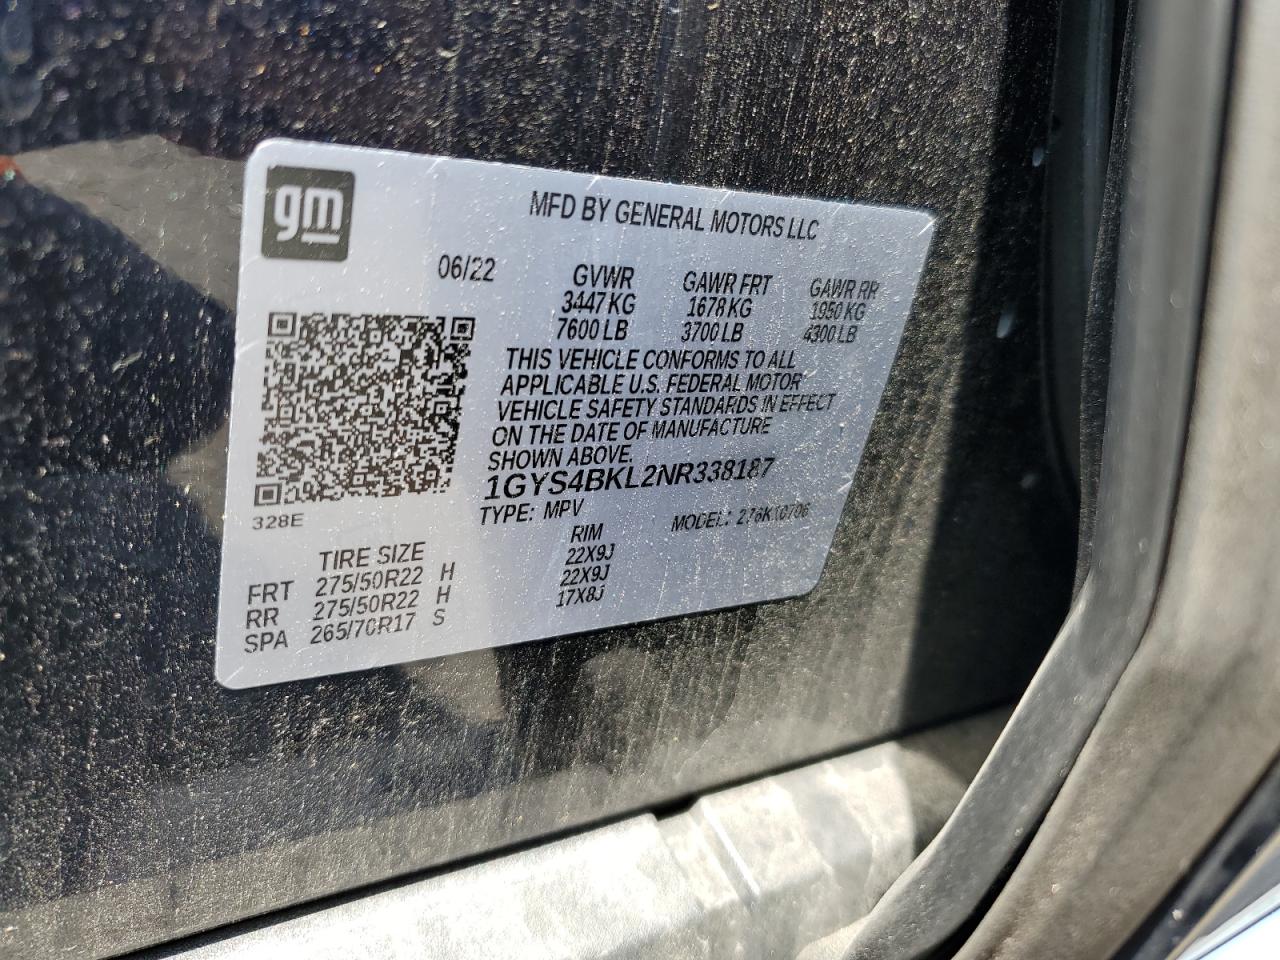 gm
MFD BY GENERAL MOTORS LLC
06/22
GVWR GAWR FRT GAWR RR
3447 KG 1678 KG 1950 KG
7600 LB 3700 LB 4300 LB
THIS VEHICLE CONFORMS TO ALL
APPLICABLE U.S. FEDERAL MOTOR
VEHICLE SAFETY STANDARDS IN EFFECT
ON THE DATE OF MANUFACTURE
SHOWN ABOVE.
1GYS4BKL2NR338187
328E
TYPE: MPV MODEL: 276K10706
TIRE SIZE RIM
FRT 275/50R22 H 22X9J
RR 275/50R22 H 22X9J
SPA 265/70R17 S 17X8J